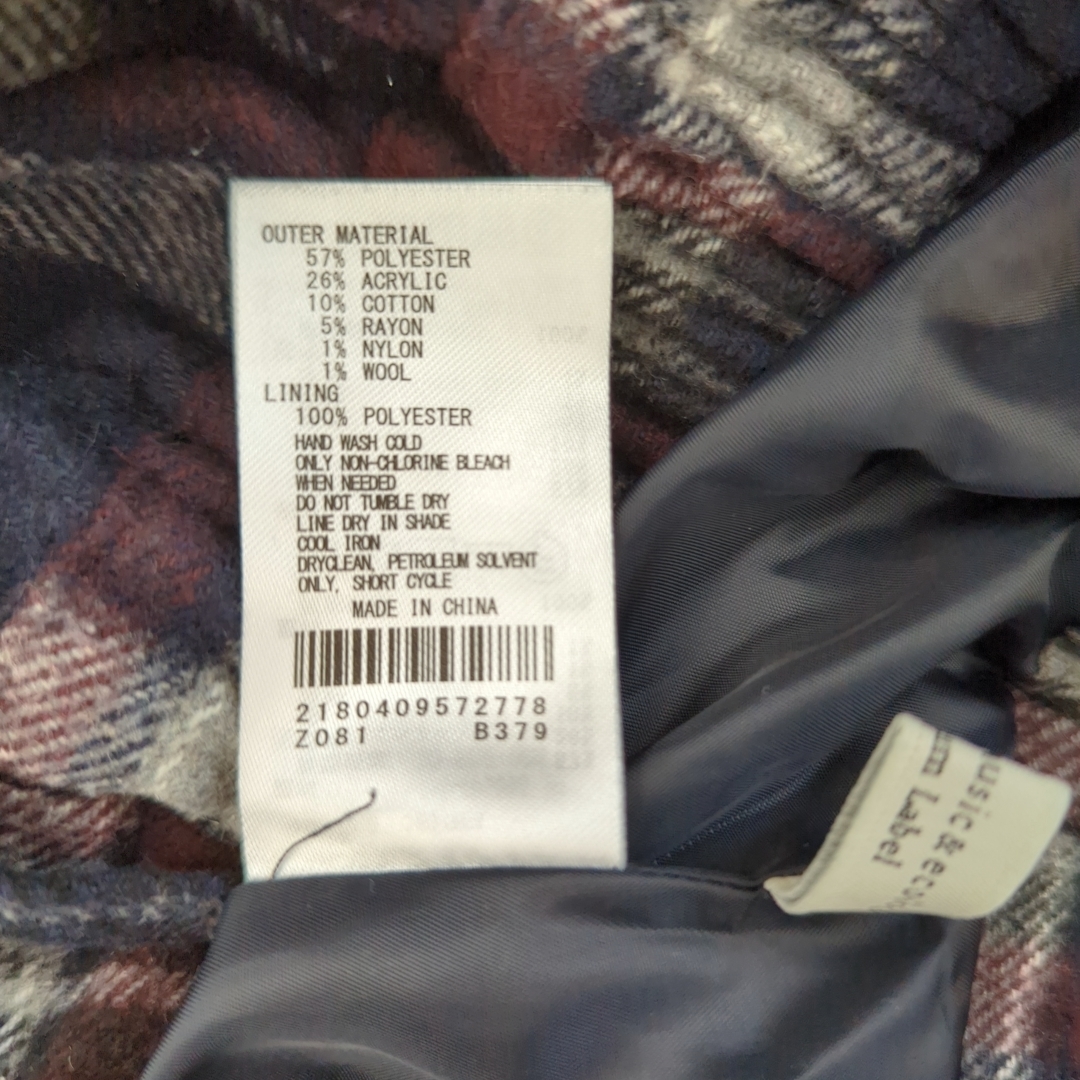 OUTER MATERIAL
57% POLYESTER
26% ACRYLIC
10% COTTON
5% RAYON
1% NYLON
1% WOOL
LINING
100% POLYESTER
HAND WASH COLD
ONLY NON-CHLORINE BLEACH
WHEN NEEDED
DO NOT TUMBLE DRY
LINE DRY IN SHADE
COOL IRON
DRYCLEAN, PETROLEUM SOLVENT
ONLY, SHORT CYCLE
MADE IN CHINA
2180409572778
Z081 B379
Label